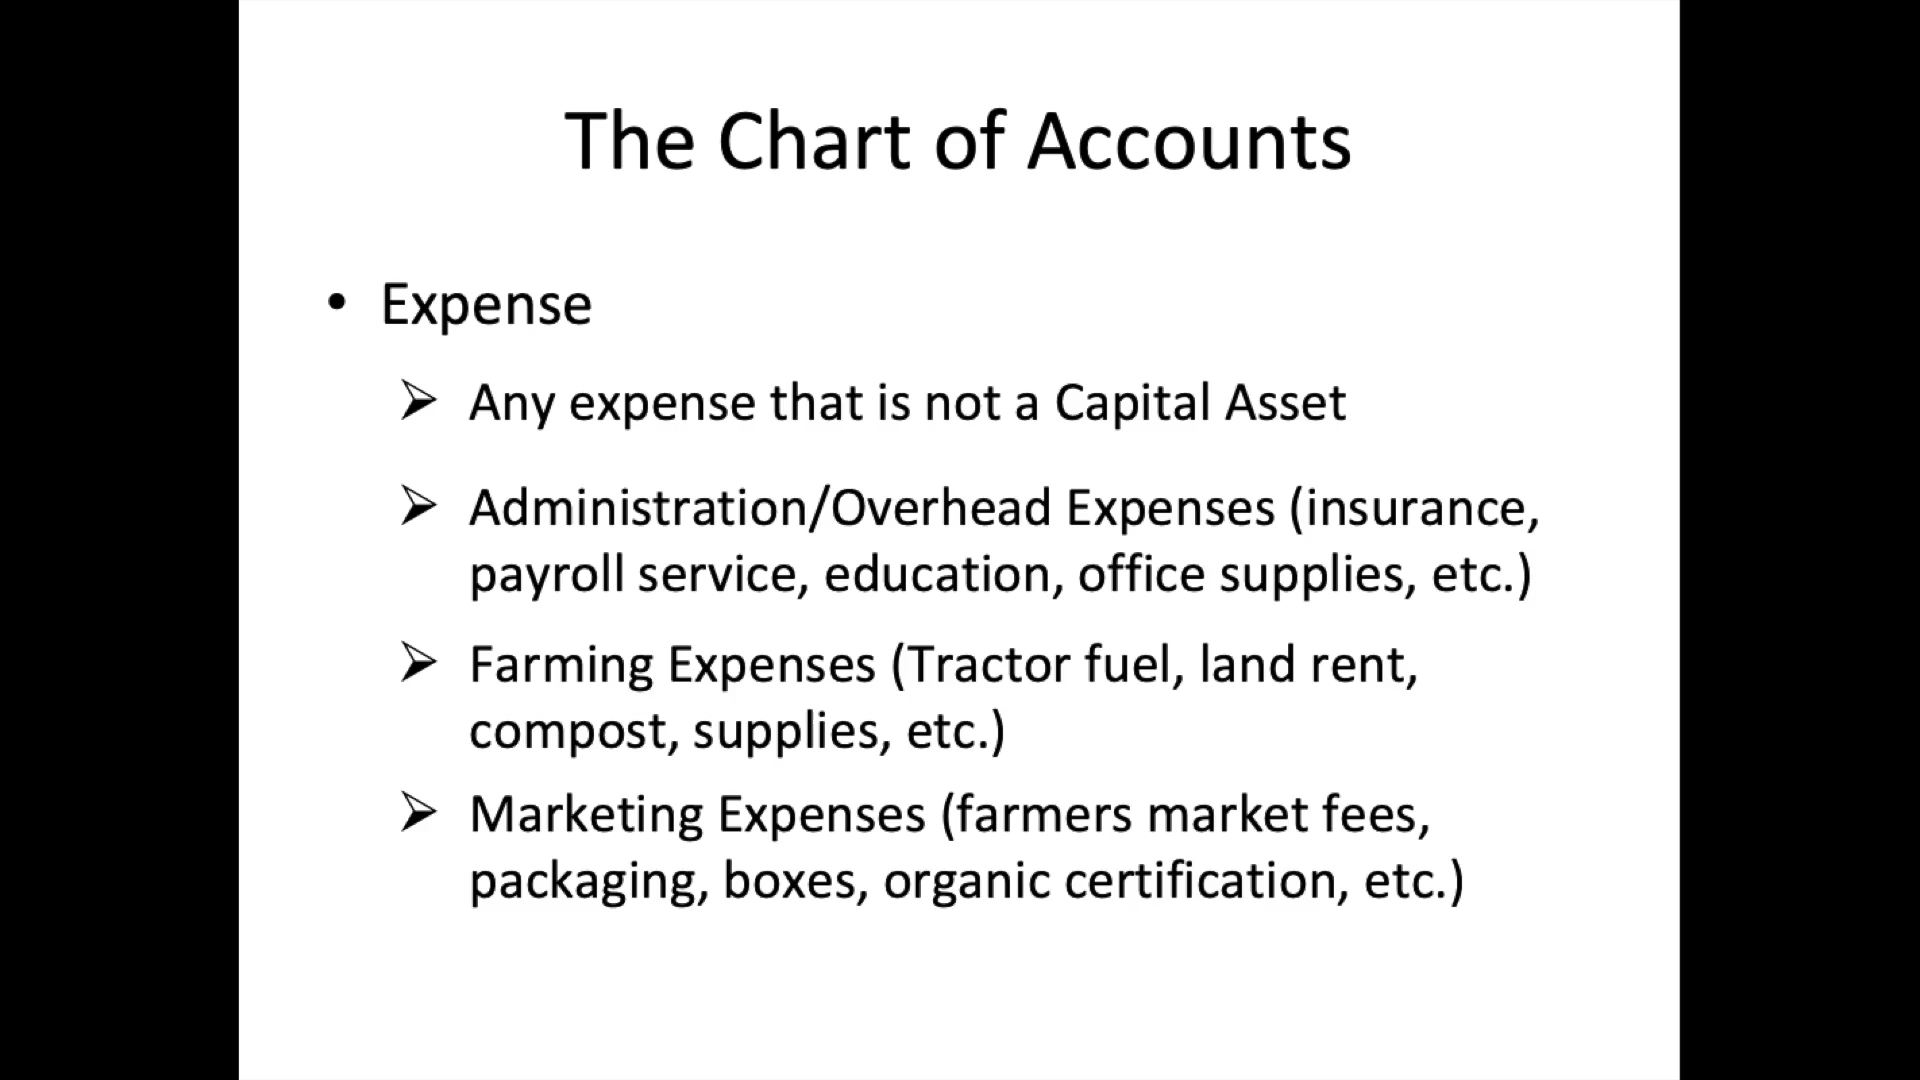 The Chart of Accounts
• Expense
➢ Any expense that is not a Capital Asset
➢ Administration/Overhead Expenses (insurance,
payroll service, education, office supplies, etc.)
➢ Farming Expenses (Tractor fuel, land rent,
compost, supplies, etc.)
➢ Marketing Expenses (farmers market fees,
packaging, boxes, organic certification, etc.)